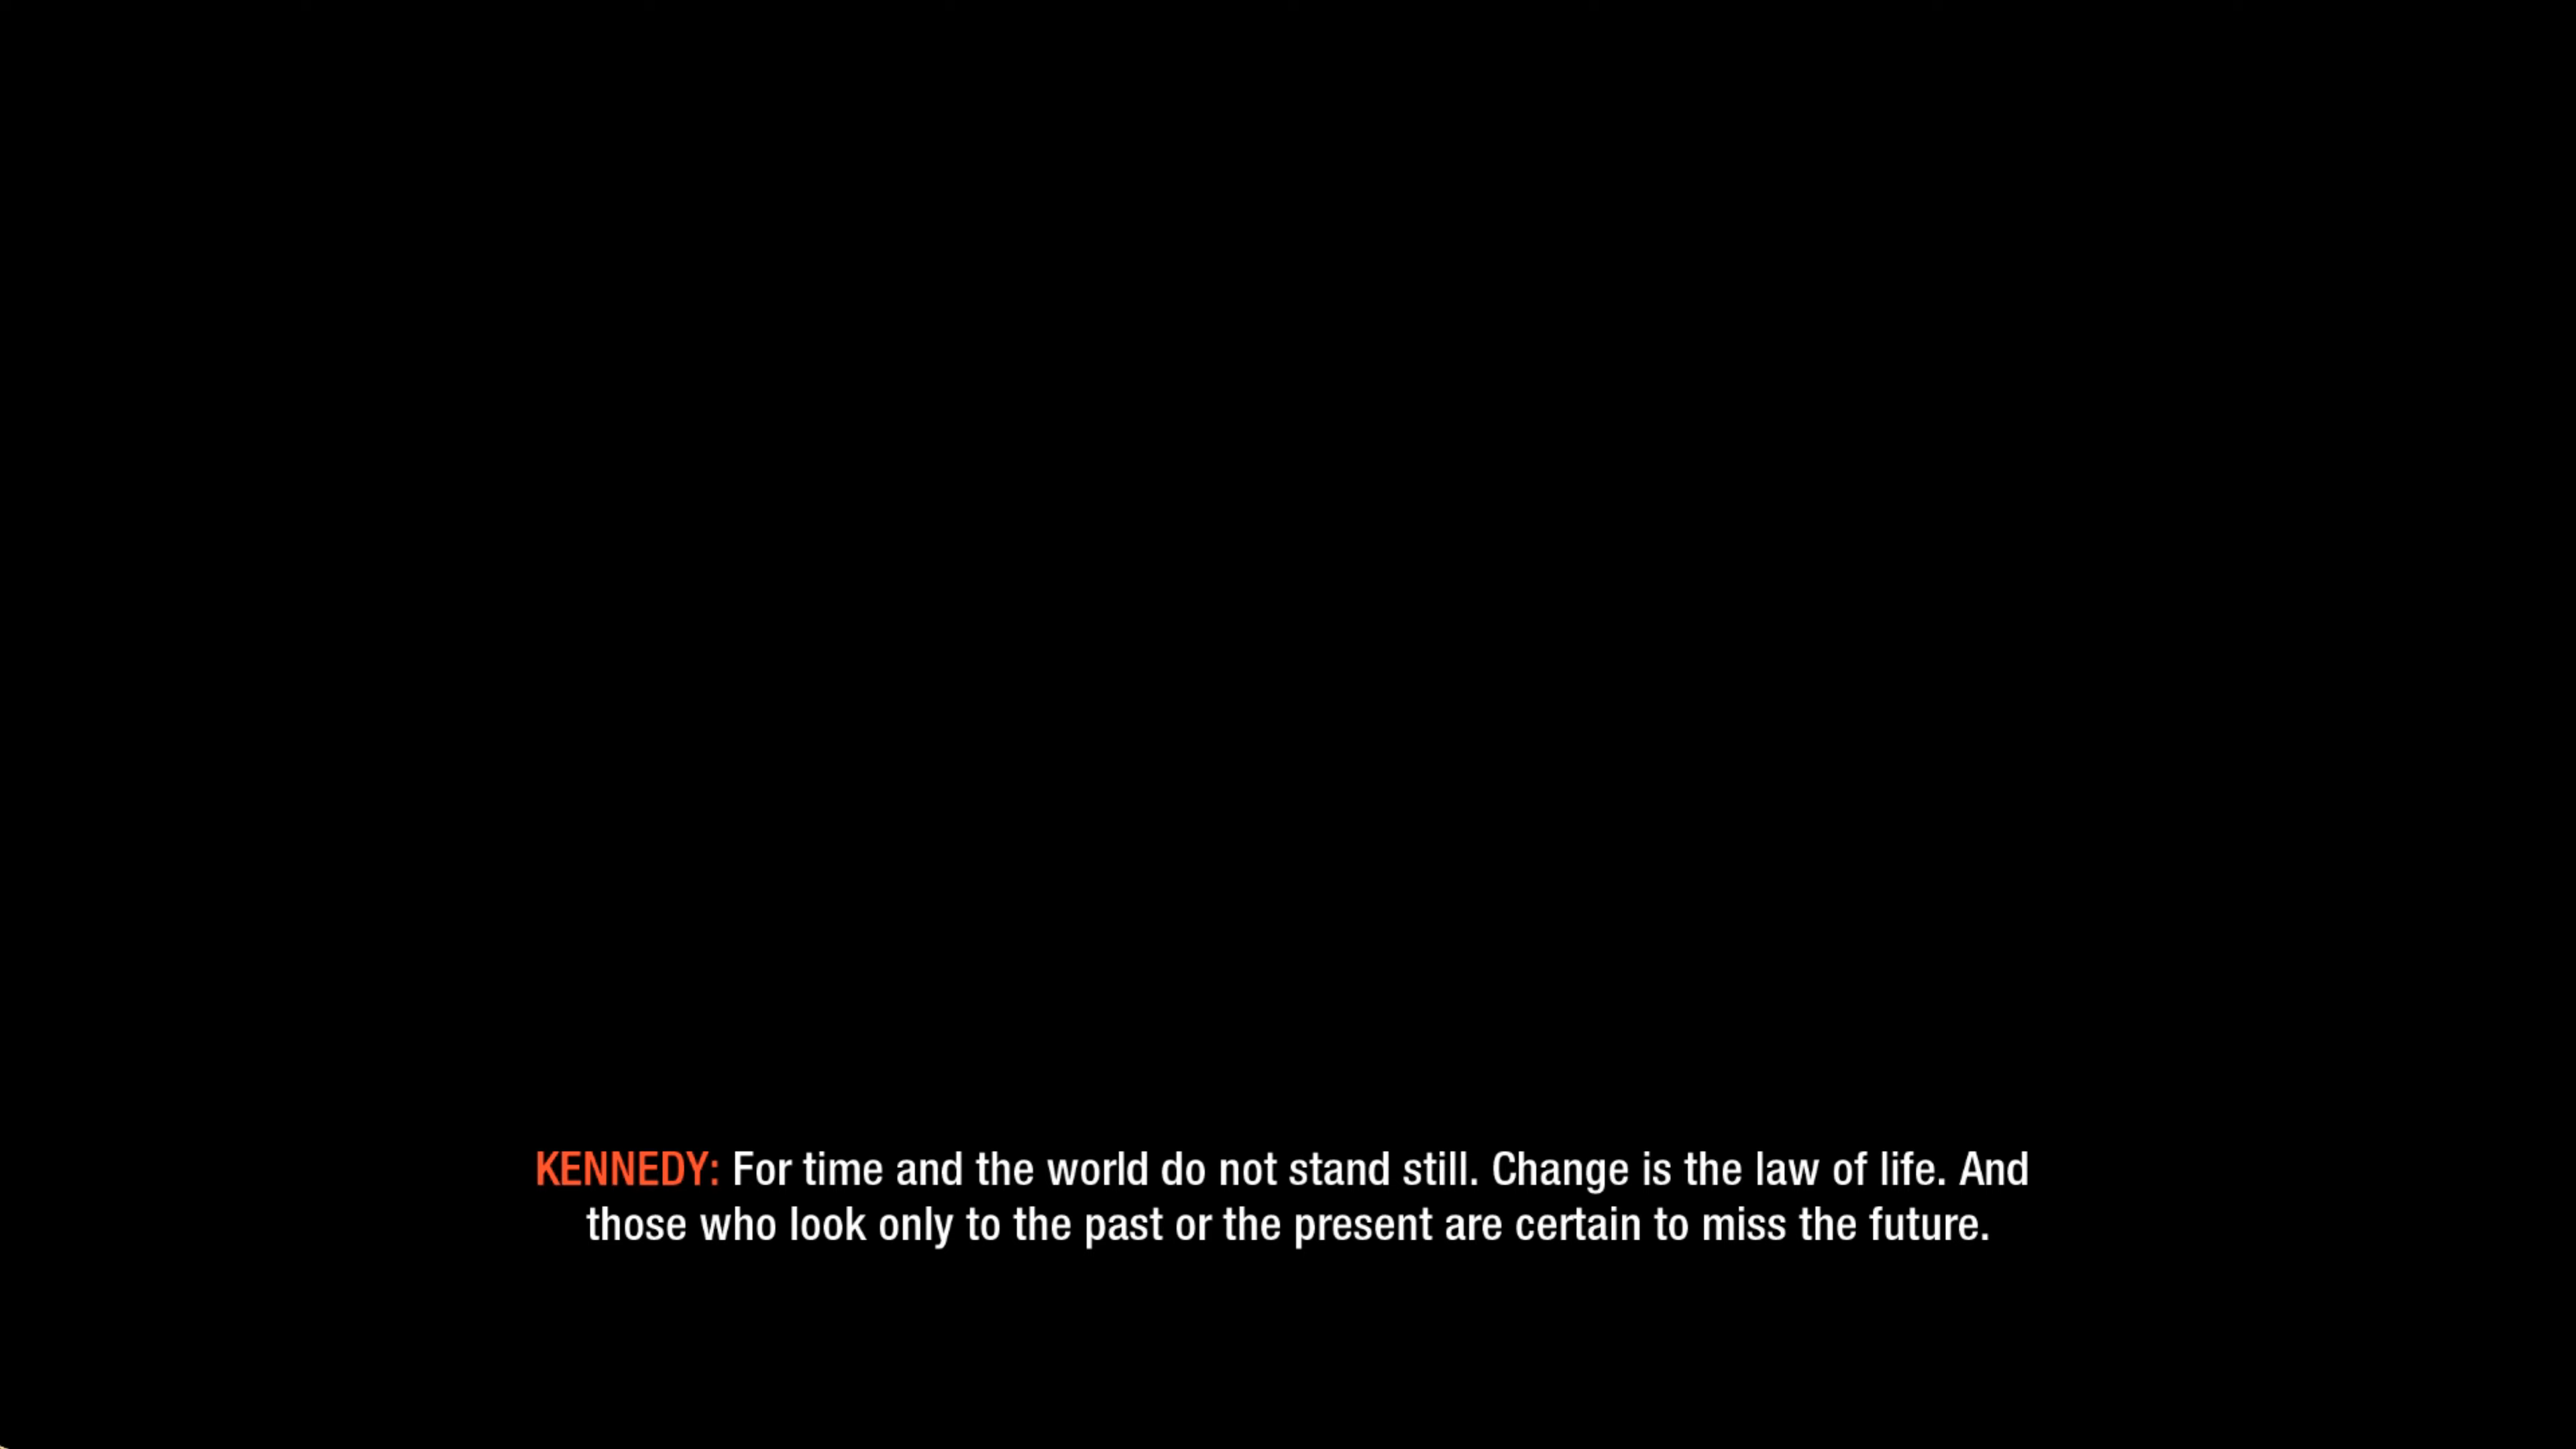 KENNEDY: For time and the world do not stand still. Change is the law of life. And
those who look only to the past or the present are certain to miss the future.